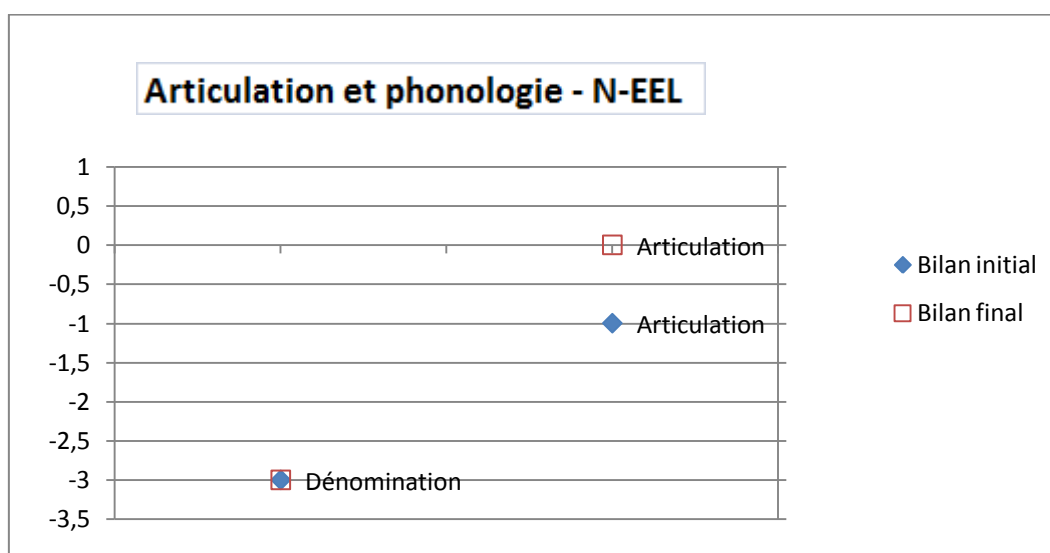 Articulation et phonologie - N-EEL
1
0,5
0
-0,5
-1
-1,5
-2
-2,5
-3
-3,5
Articulation
Articulation
Dénomination
Bilan initial
Bilan final